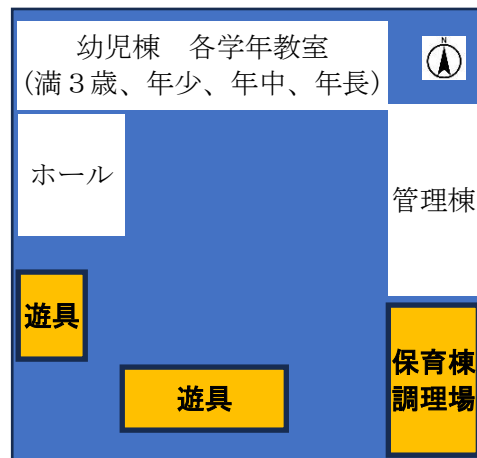 幼児棟　各学年教室
(満３歳、年少、年中、年長)
N
ホール
管理棟
遊具
保育棟
調理場
遊具